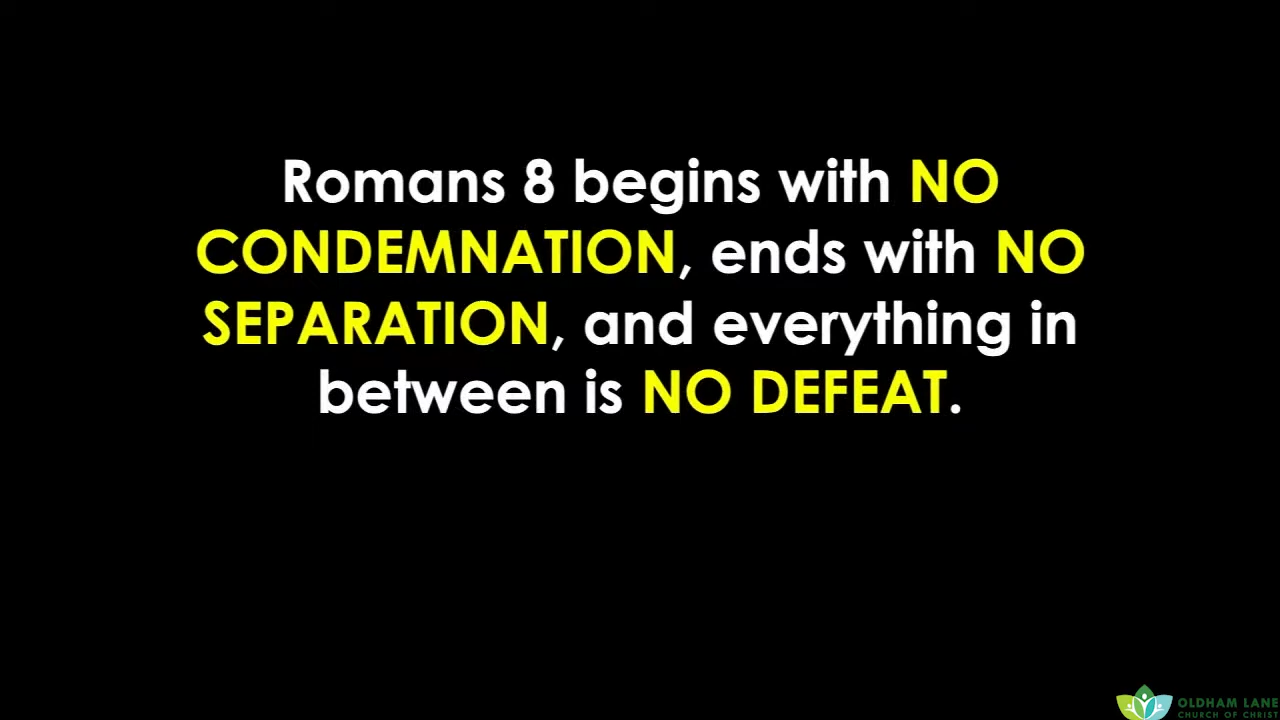 Romans 8 begins with NO
CONDEMNATION, ends with NO
SEPARATION, and everything in
between is NO DEFEAT.
OLDHAM LANE
CHURCH OF CHRIST